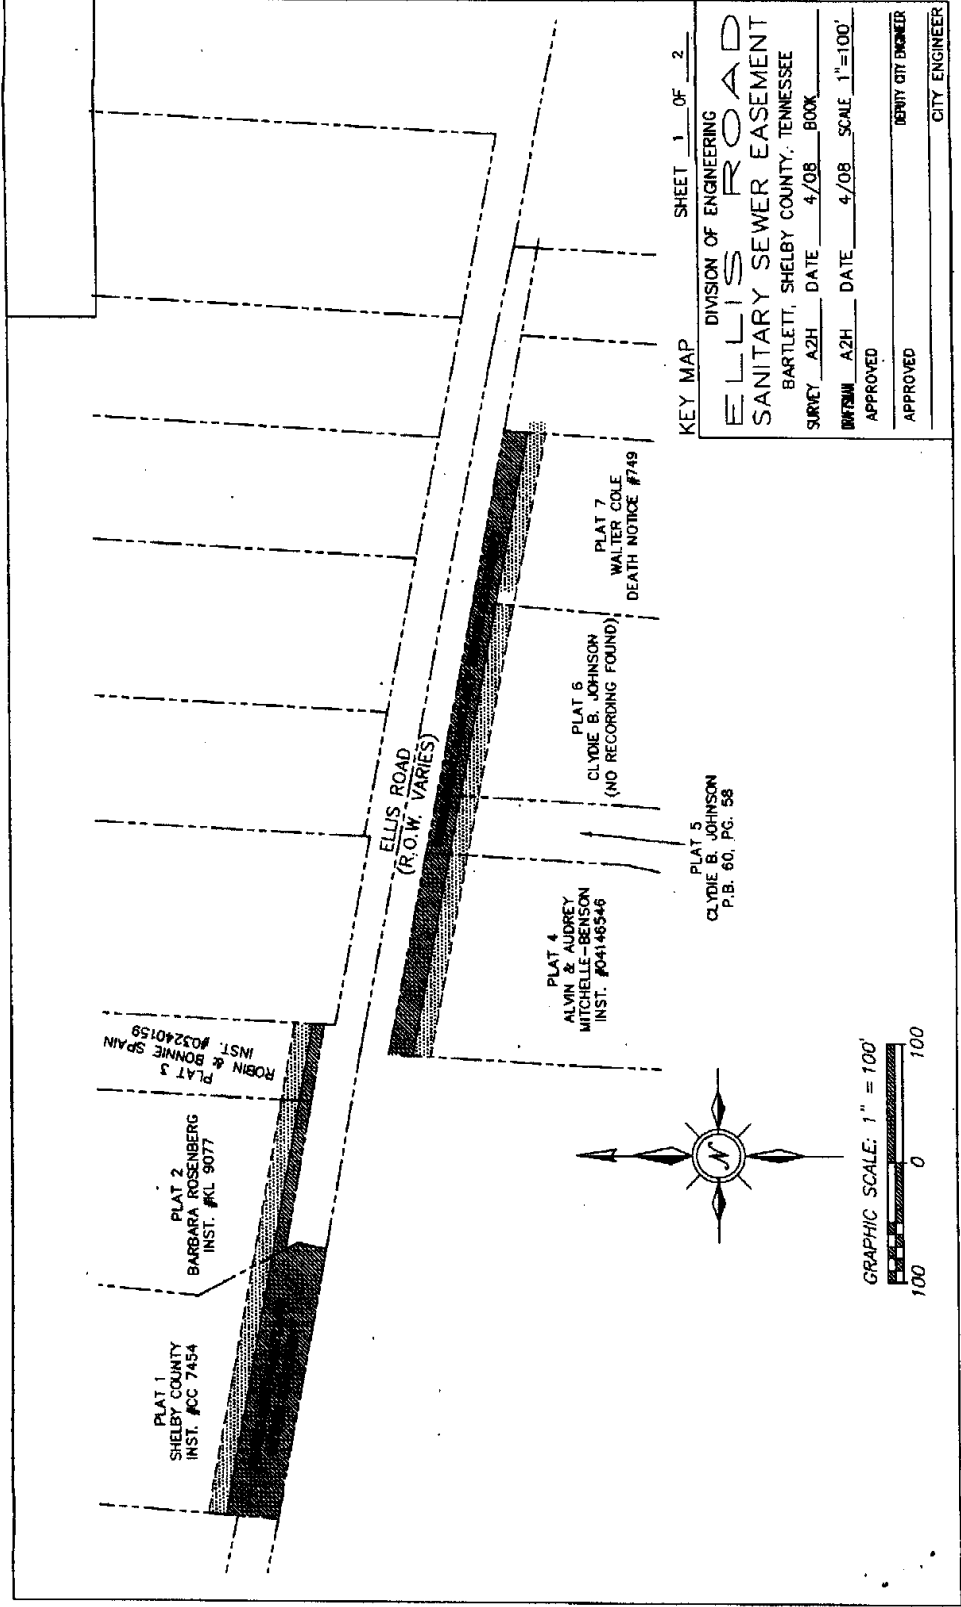 PLAT 1
SHELBY COUNTY
INST. #CC 7454
PLAT 2
BARBARA ROSENBERG
INST. #KL 9077
PLAT 3
ROBIN & BONNIE SPAIN
INST. #03240159
ELLIS ROAD
(R.O.W. VARIES)
PLAT 4
ALVIN & AUDREY
MITCHELLE-BENSON
INST. #04146546
PLAT 5
CLYDIE B. JOHNSON
P.B. 60, PG. 58
PLAT 6
CLYDIE B. JOHNSON
(NO RECORDING FOUND)
PLAT 7
WALTER COLE
DEATH NOTICE #749
N
GRAPHIC SCALE: 1" = 100'
100 0 100
KEY MAP SHEET 1 OF 2
DIVISION OF ENGINEERING
ELLIS ROAD
SANITARY SEWER EASEMENT
BARTLETT, SHELBY COUNTY, TENNESSEE
SURVEY A2H DATE 4/08 BOOK
DRAFTSMAN A2H DATE 4/08 SCALE 1"=100'
APPROVED
DEPUTY CITY ENGINEER
APPROVED
CITY ENGINEER